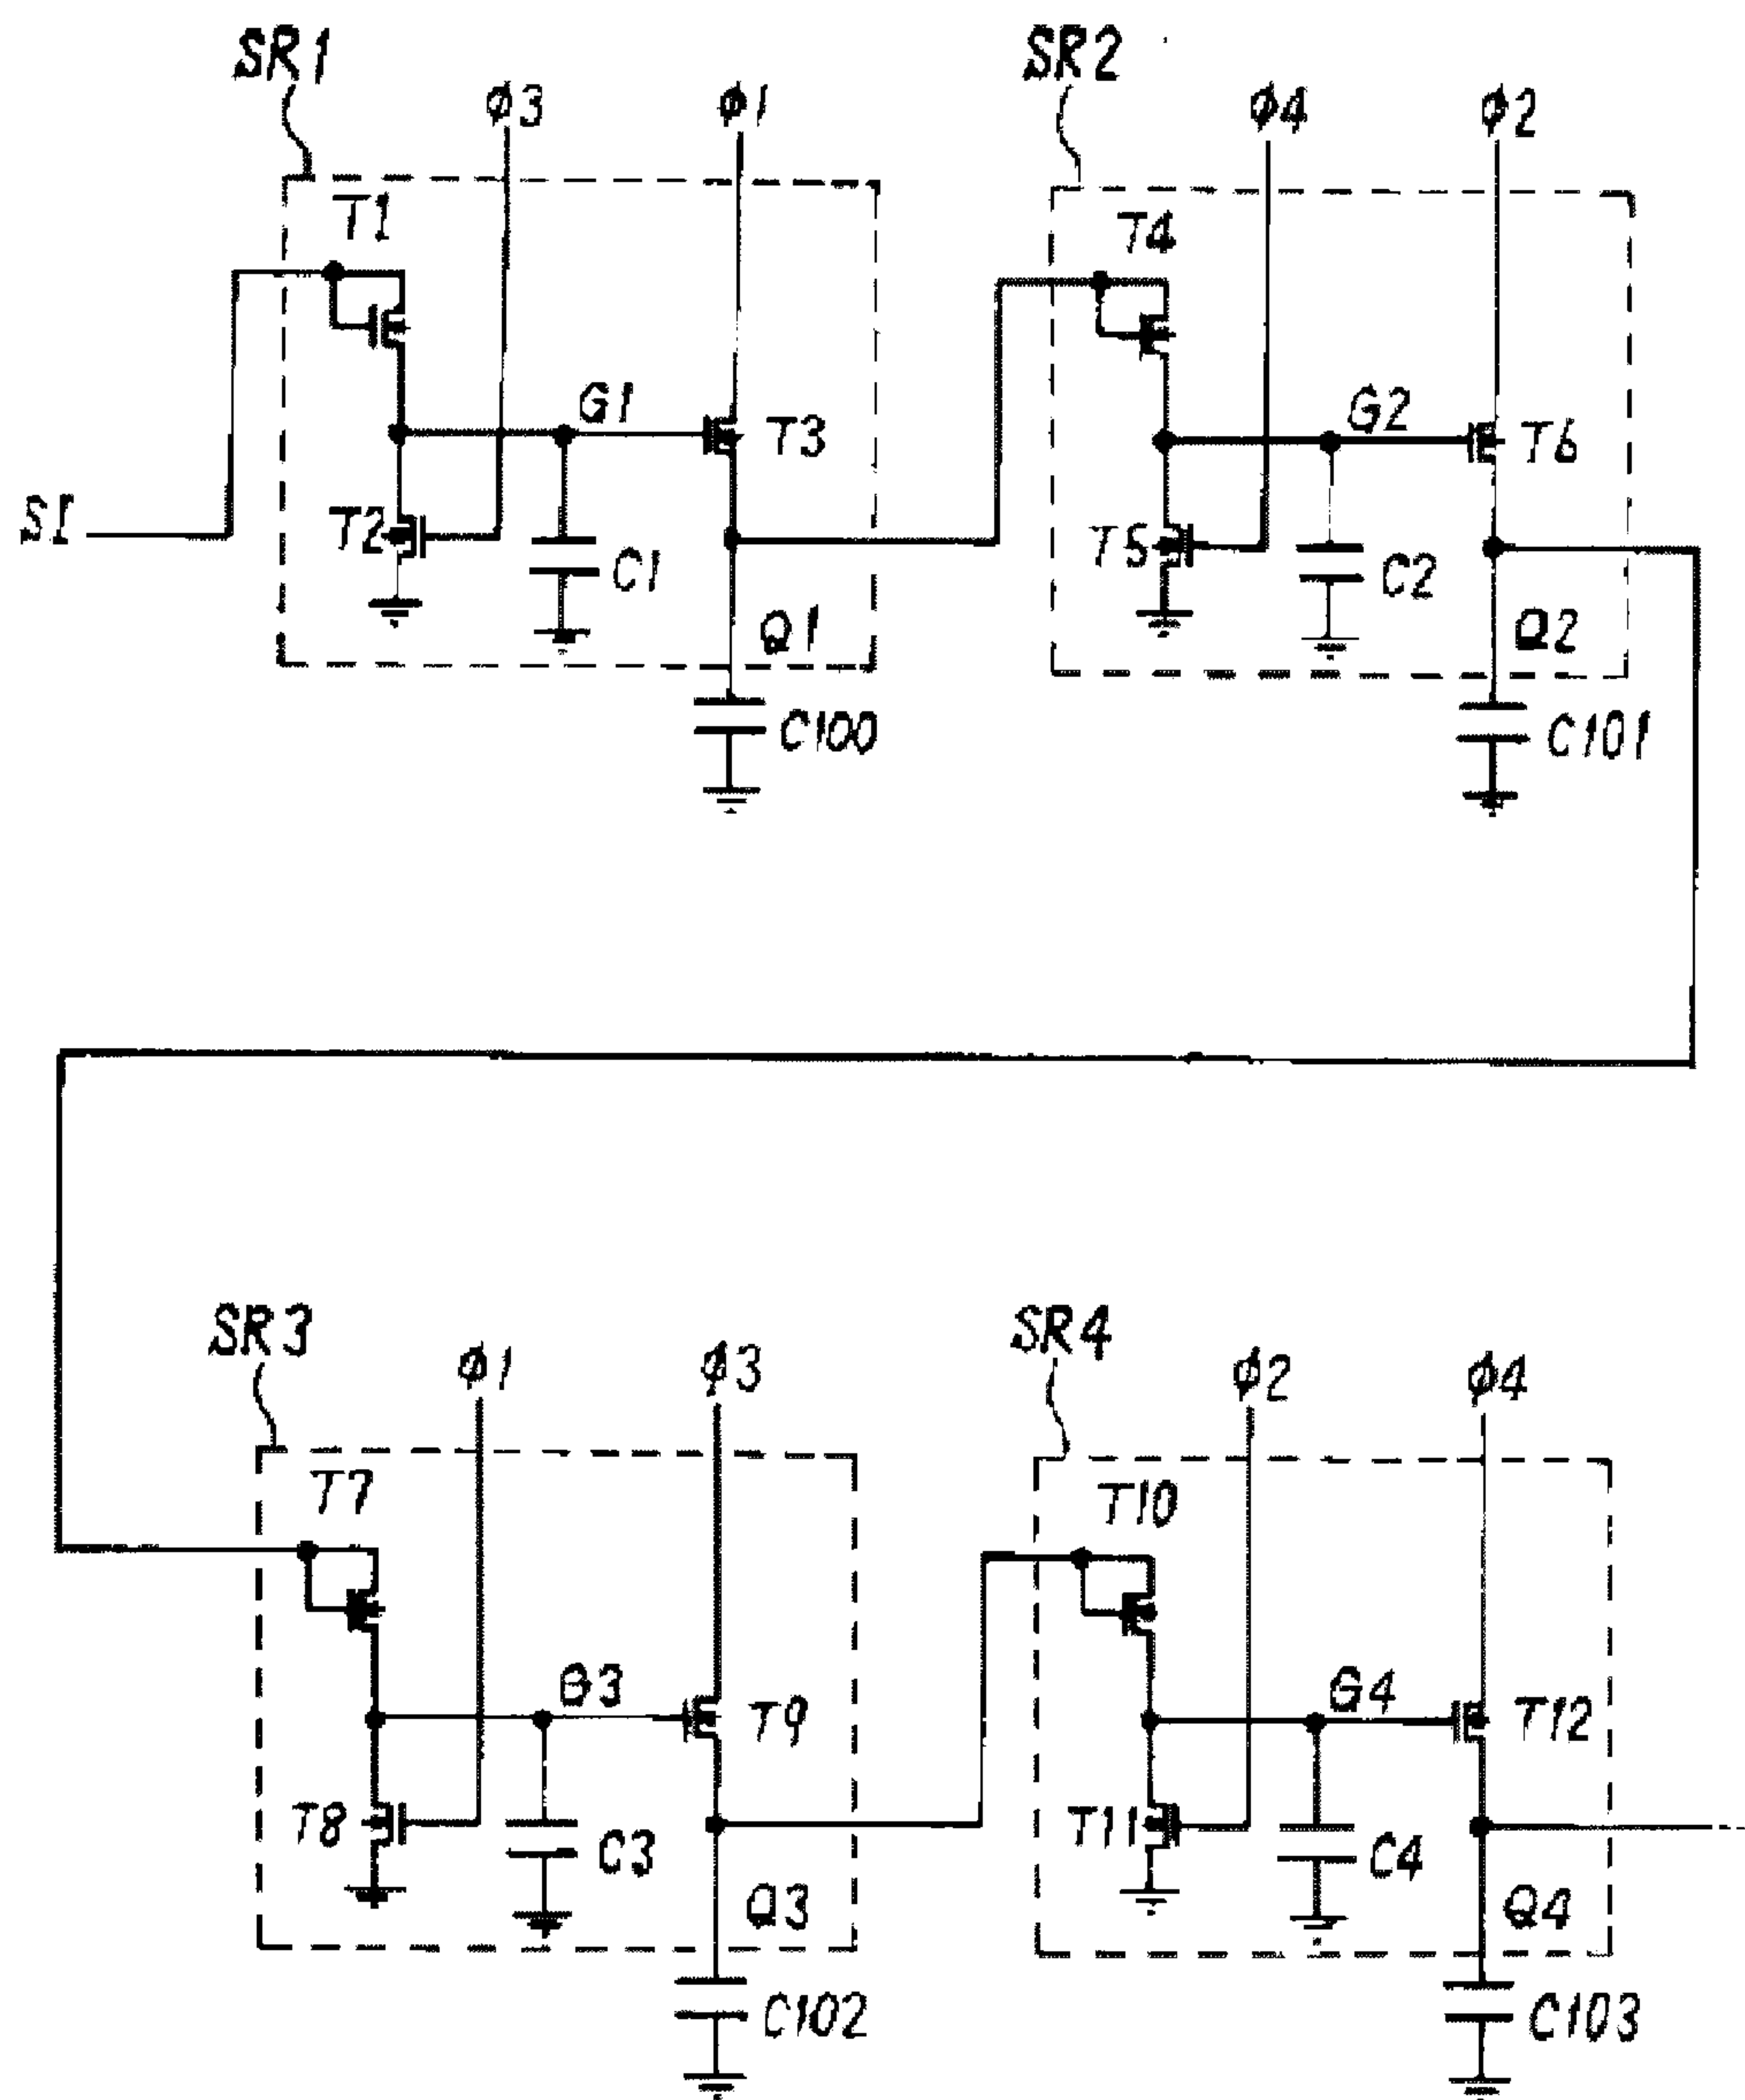 SR1
SR2
φ3
φ1
φ4
φ2
T1
T4
G1
T3
G2
T6
SI
T2
C1
T5
C2
Q1
Q2
C100
C101
SR3
SR4
φ1
φ3
φ2
φ4
T7
T10
G3
T9
G4
T12
T8
C3
T11
C4
Q3
Q4
C102
C103